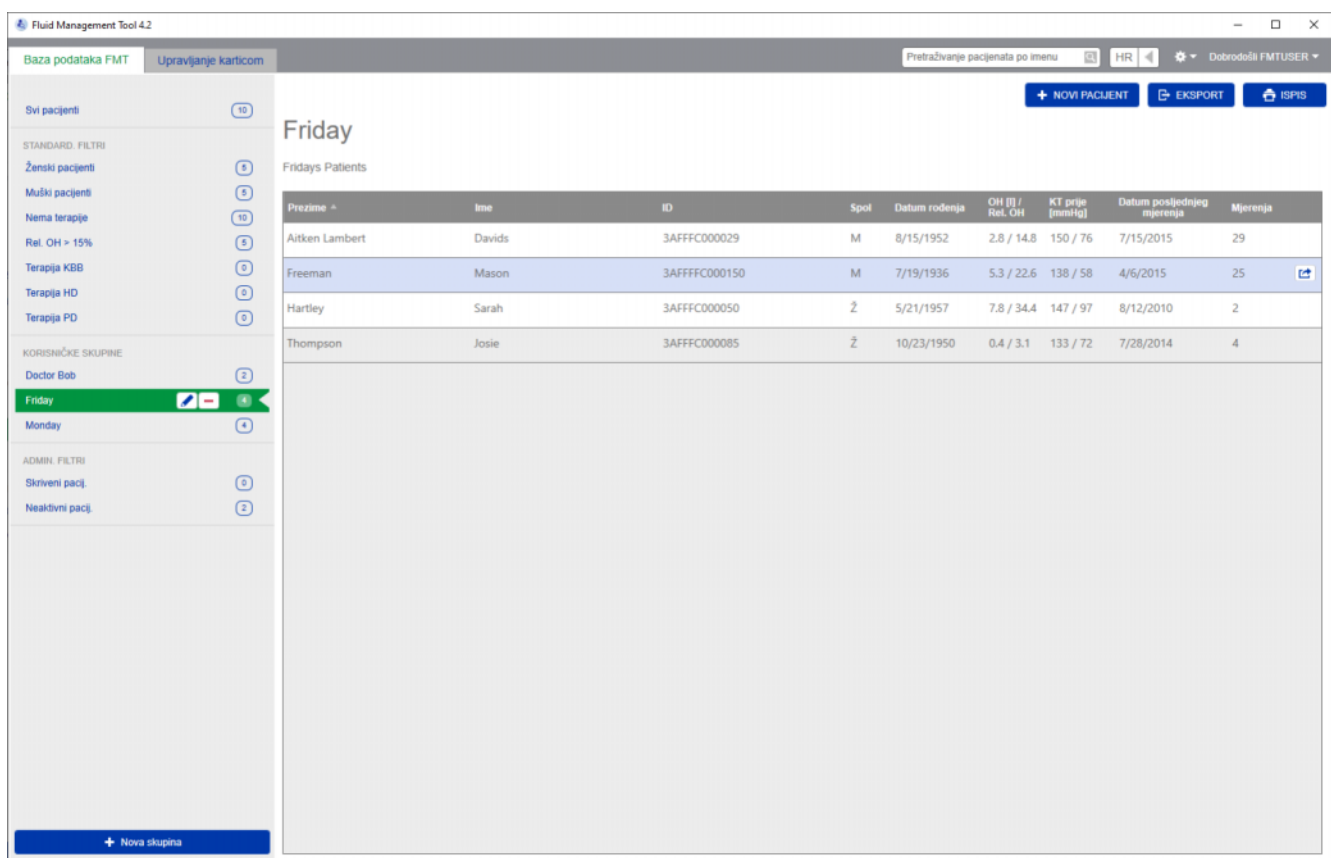 Fluid Management Tool 4.2
Baza podataka FMT
Upravljanje karticom
Pretraživanje pacijenata po imenu
HR
Dobrodošli FMTUSER
Svi pacijenti 10
STANDARD. FILTRI
Ženski pacijenti 5
Muški pacijenti 5
Nema terapije 10
Rel. OH > 15% 5
Terapija KBB 0
Terapija HD 0
Terapija PD 0
KORISNIČKE SKUPINE
Doctor Bob 2
Friday 4
Monday 4
ADMIN. FILTRI
Skriveni pacij. 0
Neaktivni pacij. 2
+ Nova skupina
+ NOVI PACIJENT
EKSPORT
ISPIS
Friday
Fridays Patients
Prezime Ime ID Spol Datum rođenja OH [l] / Rel. OH KT prije [mmHg] Datum posljednjeg mjerenja Mjerenja
Aitken Lambert Davids 3AFFFC000029 M 8/15/1952 2.8 / 14.8 150 / 76 7/15/2015 29
Freeman Mason 3AFFFFC000150 M 7/19/1936 5.3 / 22.6 138 / 58 4/6/2015 25
Hartley Sarah 3AFFFC000050 Ž 5/21/1957 7.8 / 34.4 147 / 97 8/12/2010 2
Thompson Josie 3AFFFC000085 Ž 10/23/1950 0.4 / 3.1 133 / 72 7/28/2014 4